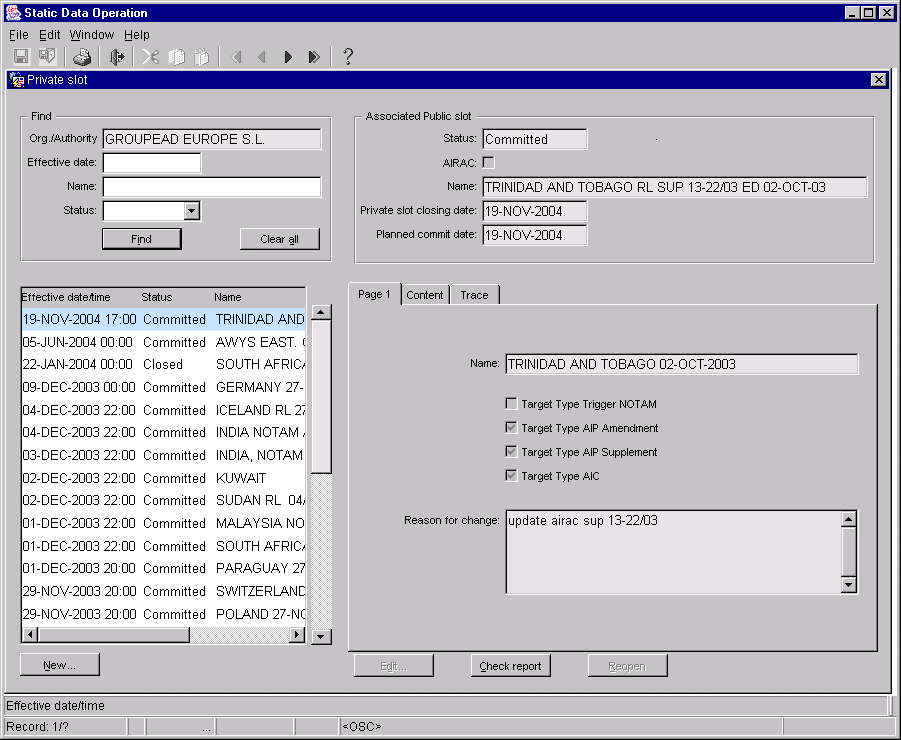 Static Data Operation
File Edit Window Help
Private slot
Find
Org./Authority GROUPEAD EUROPE S.L.
Effective date:
Name:
Status:
Find Clear all
Associated Public slot
Status: Committed
AIRAC:
Name: TRINIDAD AND TOBAGO RL SUP 13-22/03 ED 02-OCT-03
Private slot closing date: 19-NOV-2004
Planned commit date: 19-NOV-2004
Effective date/time Status Name
19-NOV-2004 17:00 Committed TRINIDAD AND
05-JUN-2004 00:00 Committed AWYS EAST.
22-JAN-2004 00:00 Closed SOUTH AFRICA
09-DEC-2003 00:00 Committed GERMANY 27-
04-DEC-2003 22:00 Committed ICELAND RL 27
04-DEC-2003 22:00 Committed INDIA NOTAM
03-DEC-2003 22:00 Committed INDIA, NOTAM
02-DEC-2003 22:00 Committed KUWAIT
02-DEC-2003 22:00 Committed SUDAN RL 04
01-DEC-2003 22:00 Committed MALAYSIA NO
01-DEC-2003 22:00 Committed SOUTH AFRICA
01-DEC-2003 20:00 Committed PARAGUAY 27
29-NOV-2003 20:00 Committed SWITZERLAND
29-NOV-2003 20:00 Committed POLAND 27-NO
New...
Page 1 Content Trace
Name: TRINIDAD AND TOBAGO 02-OCT-2003
Target Type Trigger NOTAM
Target Type AIP Amendment
Target Type AIP Supplement
Target Type AIC
Reason for change: update airac sup 13-22/03
Edit... Check report Reopen
Effective date/time
Record: 1/? ... <OSC>